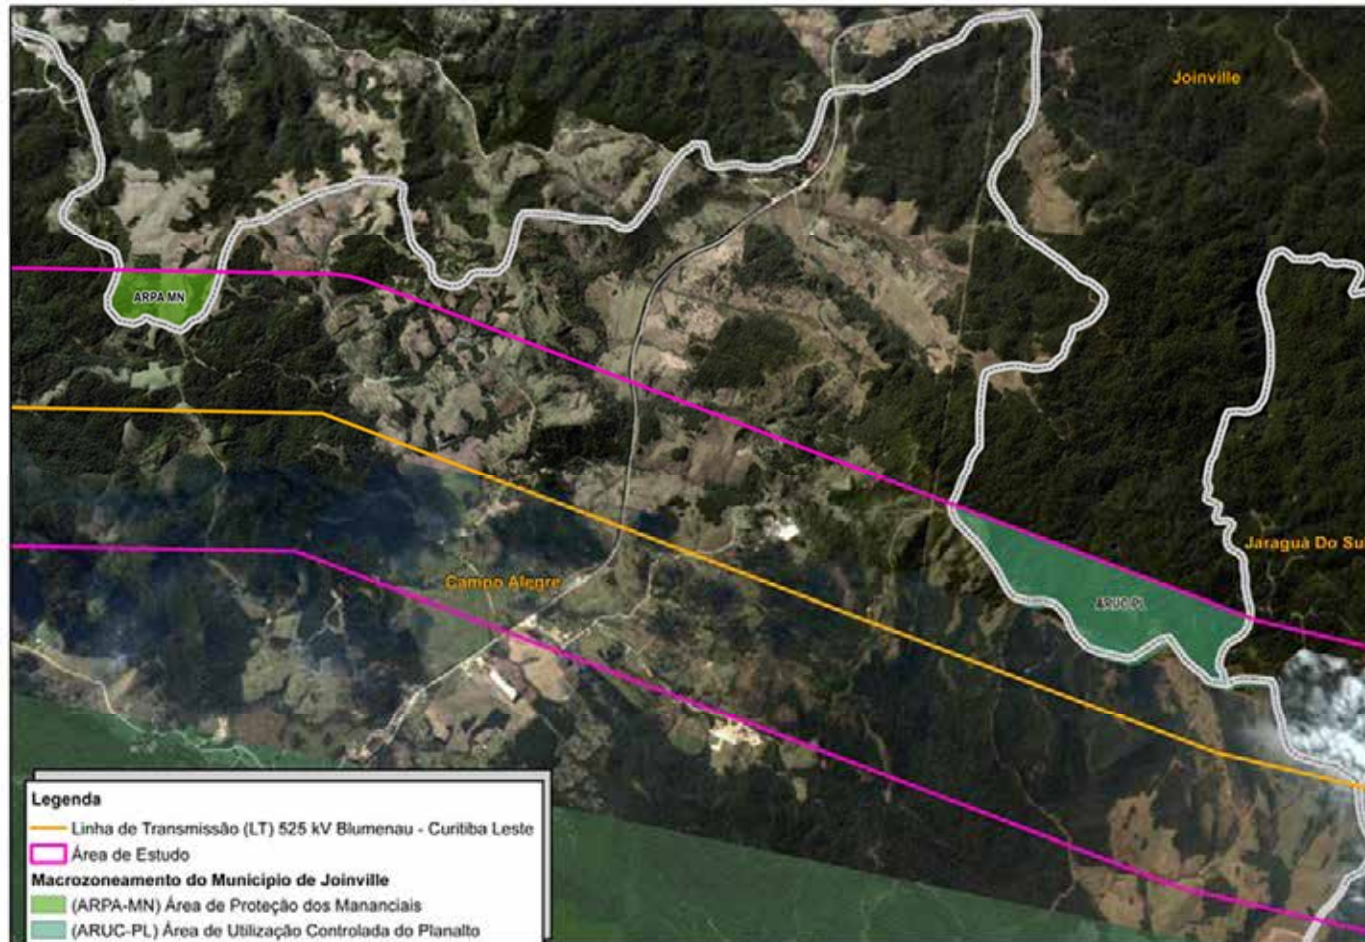 Joinville
ARPA MN
Jaraguá Do Su
Campo Alegre
ARUC-PL
Legenda
Linha de Transmissão (LT) 525 kV Blumenau - Curitiba Leste
Área de Estudo
Macrozoneamento do Município de Joinville
(ARPA-MN) Área de Proteção dos Mananciais
(ARUC-PL) Área de Utilização Controlada do Planalto